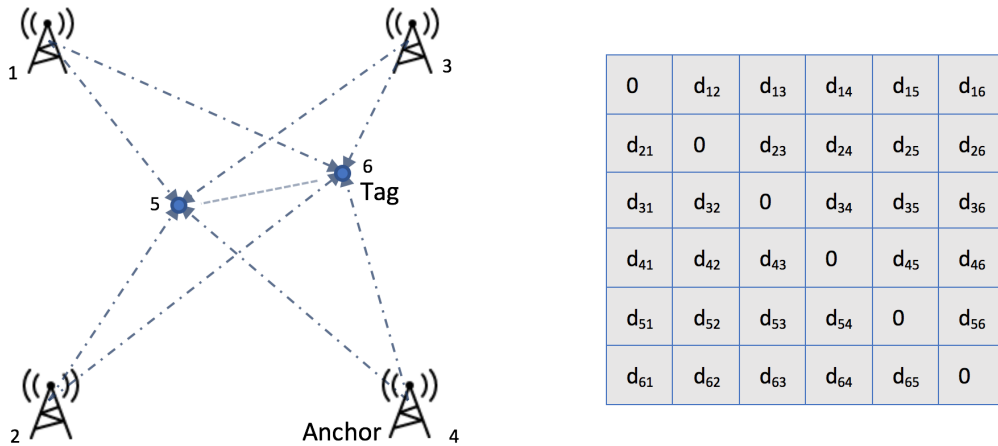 1
3
6
Tag
5
2
Anchor
4
0 d₁₂ d₁₃ d₁₄ d₁₅ d₁₆
d₂₁ 0 d₂₃ d₂₄ d₂₅ d₂₆
d₃₁ d₃₂ 0 d₃₄ d₃₅ d₃₆
d₄₁ d₄₂ d₄₃ 0 d₄₅ d₄₆
d₅₁ d₅₂ d₅₃ d₅₄ 0 d₅₆
d₆₁ d₆₂ d₆₃ d₆₄ d₆₅ 0